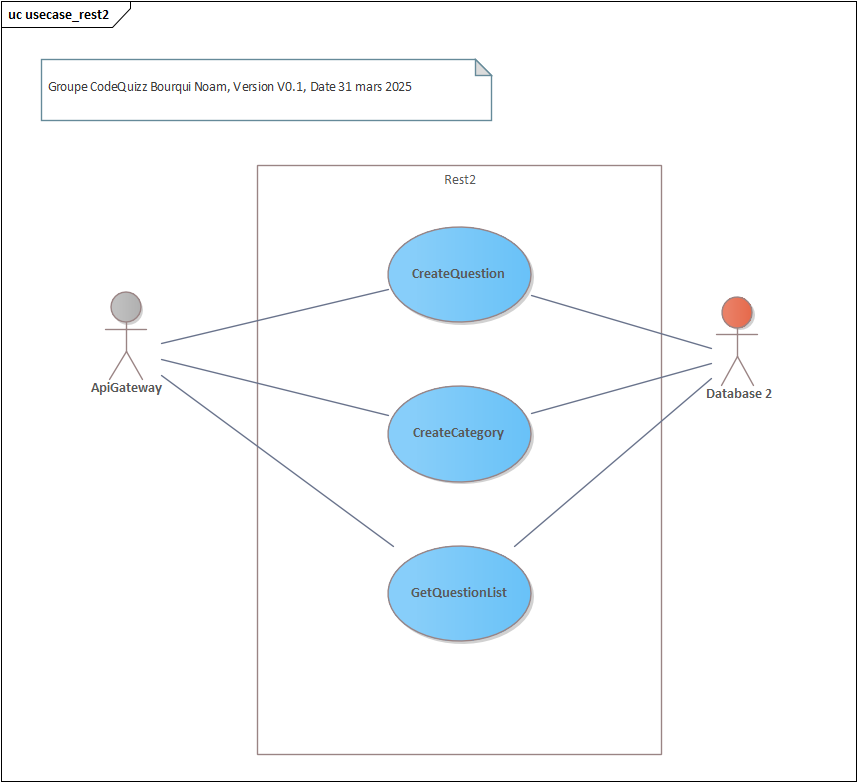 uc usecase_rest2
Groupe CodeQuizz Bourqui Noam, Version V0.1, Date 31 mars 2025
Rest2
CreateQuestion
ApiGateway
Database 2
CreateCategory
GetQuestionList